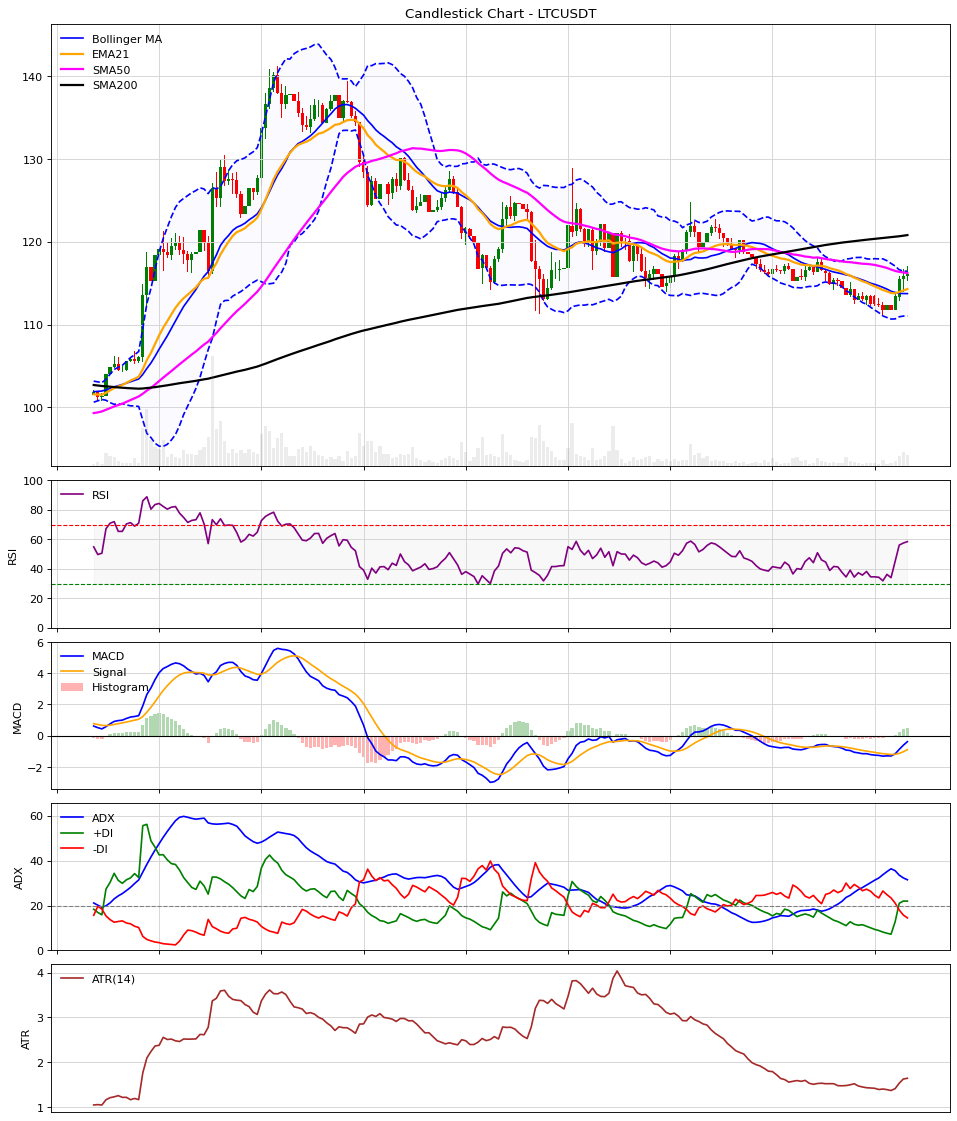 Candlestick Chart - LTCUSDT
Bollinger MA
EMA21
SMA50
SMA200
140
130
120
110
100
RSI
100
80
60
40
20
0
RSI
MACD
Signal
Histogram
6
4
2
0
−2
MACD
ADX
+DI
-DI
60
40
20
0
ADX
ATR(14)
4
3
2
1
ATR